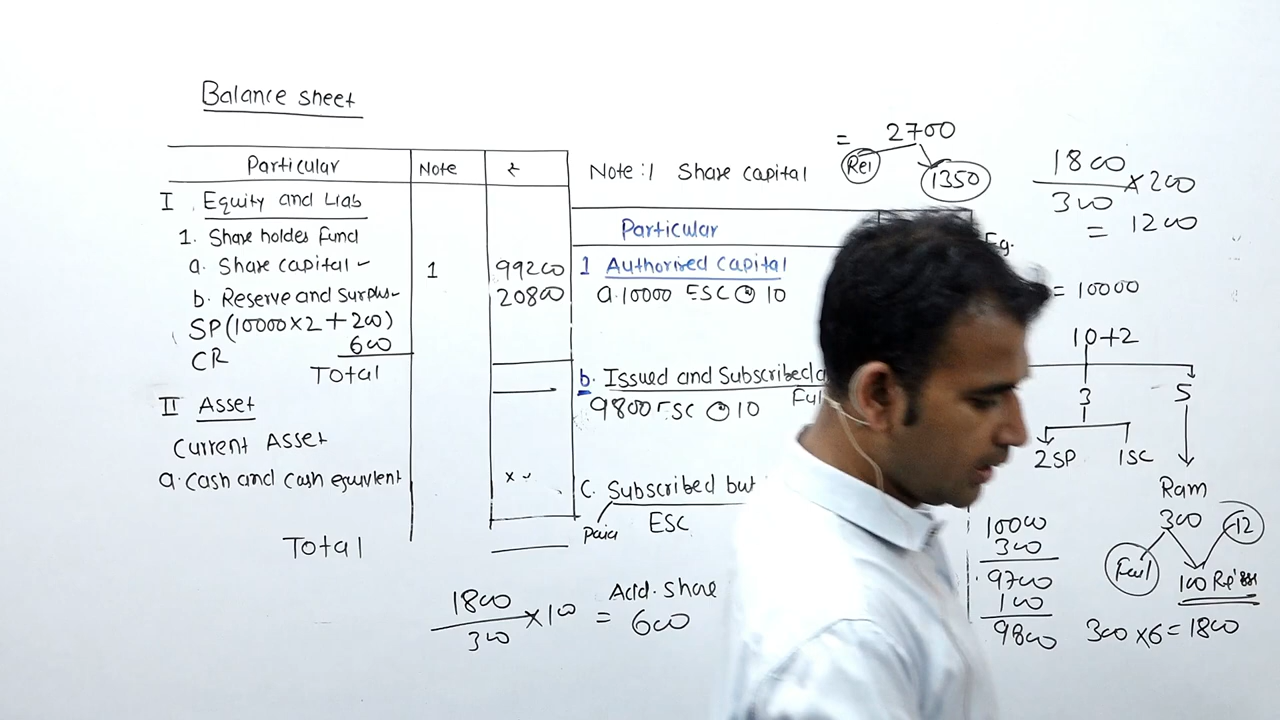 Balance sheet
Particular Note ₹
I Equity and Liab
1. Share holdes Fund
a. Share capital 1 99200
b. Reserve and Surplus 20800
SP (10000×2 + 200)
600
CR
Total
II Asset
Current Asset
a. Cash and cash equivlent
Total
1800/300 × 100 = 600
Add. share
Note:1 Share capital
Particular
1 Authorised Capital
a. 10000 ESC @ 10
b. Issued and Subscribed
9800 ESC @ 10
C. Subscribed but
Paid
ESC
= 2700
Rei 1350
1800/300 × 200
= 1200
Eg.
= 10000
10+2
3 5
2SP 1SC
Ram
300 12
100 Re'
300 × 6 = 1800
10000
300
9700
100
9800